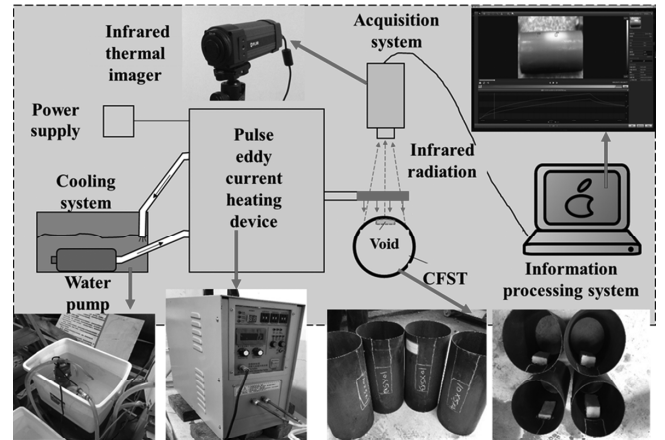 Infrared
thermal
imager
Acquisition
system
Power
supply
Pulse
eddy
current
heating
device
Infrared
radiation
Cooling
system
Void
CFST
Water
pump
Information
processing system